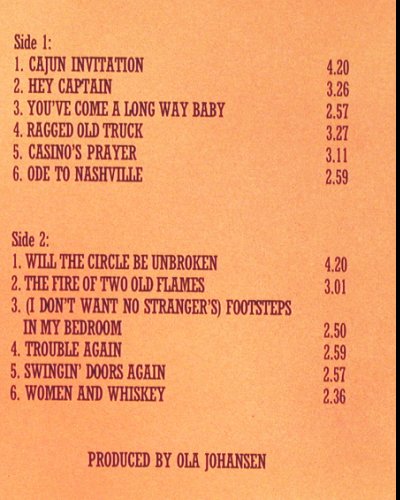 Side 1:
1. CAJUN INVITATION 4.20
2. HEY CAPTAIN 3.26
3. YOU'VE COME A LONG WAY BABY 2.57
4. RAGGED OLD TRUCK 3.27
5. CASINO'S PRAYER 3.11
6. ODE TO NASHVILLE 2.59
Side 2:
1. WILL THE CIRCLE BE UNBROKEN 4.20
2. THE FIRE OF TWO OLD FLAMES 3.01
3. (I DON'T WANT NO STRANGER'S) FOOTSTEPS
IN MY BEDROOM 2.50
4. TROUBLE AGAIN 2.59
5. SWINGIN' DOORS AGAIN 2.57
6. WOMEN AND WHISKEY 2.36
PRODUCED BY OLA JOHANSEN